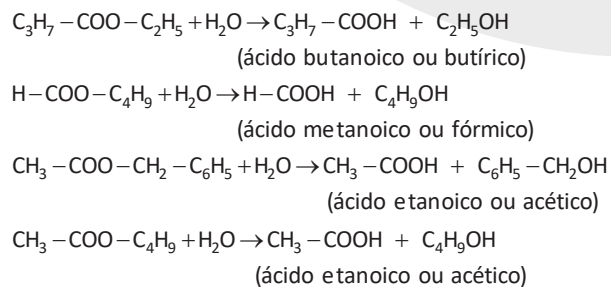 C₃H₇ – COO – C₂H₅ + H₂O → C₃H₇ – COOH + C₂H₅OH
(ácido butanoico ou butírico)
H – COO – C₄H₉ + H₂O → H – COOH + C₄H₉OH
(ácido metanoico ou fórmico)
CH₃ – COO – CH₂ – C₆H₅ + H₂O → CH₃ – COOH + C₆H₅ – CH₂OH
(ácido etanoico ou acético)
CH₃ – COO – C₄H₉ + H₂O → CH₃ – COOH + C₄H₉OH
(ácido etanoico ou acético)